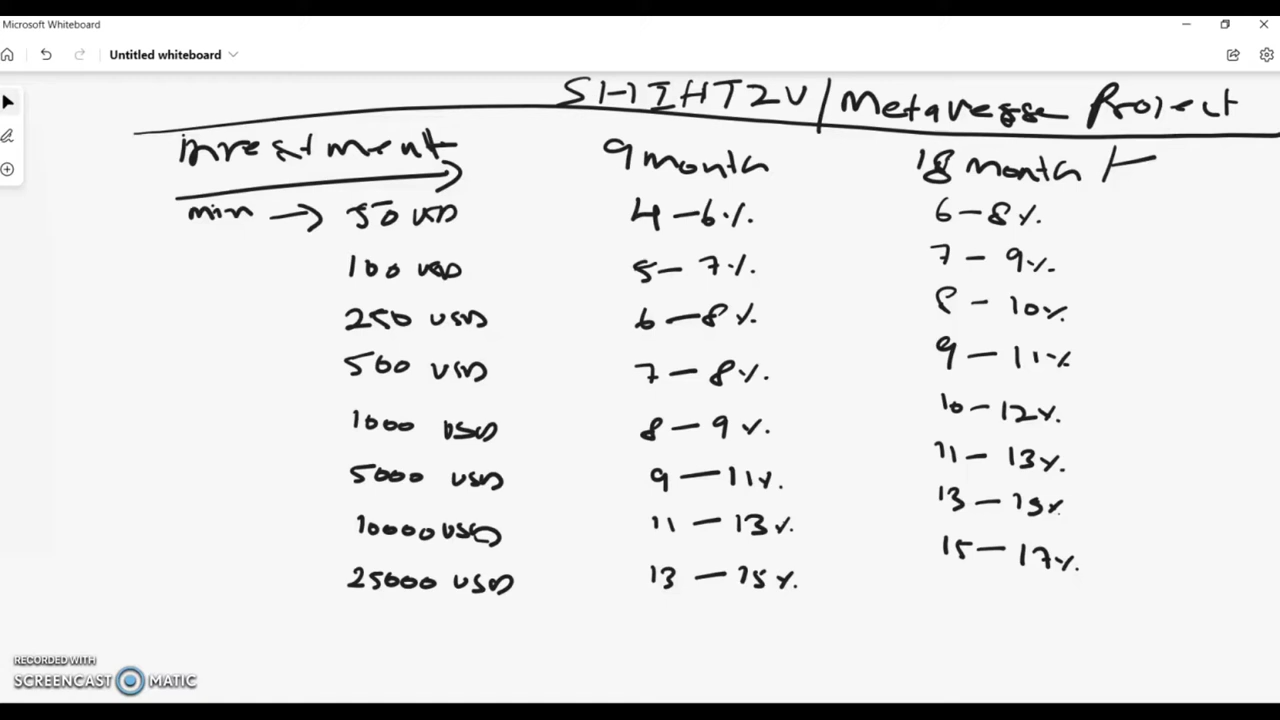 Microsoft Whiteboard
Untitled whiteboard
SHIHTZU / Metaverse Project
investment 9 month 18 month
min → 50 USD 4 - 6% 6 - 8%
100 USD 5 - 7% 7 - 9%
250 USD 6 - 8% 8 - 10%
500 USD 7 - 8% 9 - 11%
1000 USD 8 - 9% 10 - 12%
5000 USD 9 - 11% 11 - 13%
10000 USD 11 - 13% 13 - 15%
25000 USD 13 - 15% 15 - 17%
RECORDED WITH
SCREENCAST MATIC